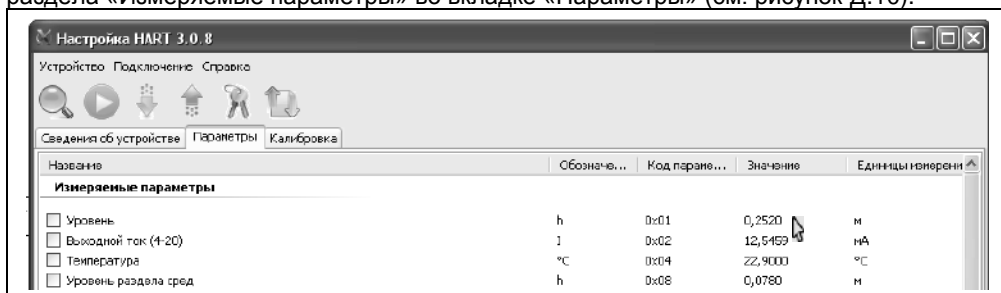 раздела «Измеряемые параметры» во вкладке «Параметры» (см. рисунок Д.10).
Настройка HART 3.0.8
Устройство Подключение Справка
Сведения об устройстве Параметры Калибровка
Название Обозначе... Код параме... Значение Единицы измерени
Измеряемые параметры
Уровень h 0x01 0,2520 м
Выходной ток (4-20) I 0x02 12,5459 мА
Температура °C 0x04 22,9000 °C
Уровень раздела сред h 0x08 0,0780 м